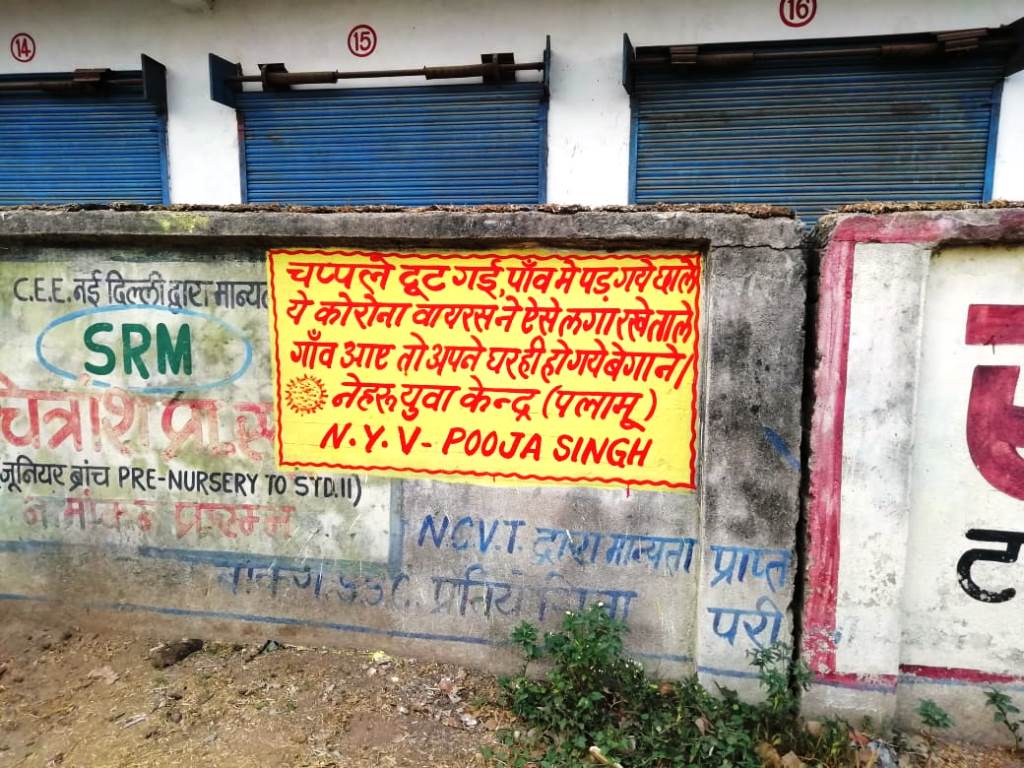 14
15
16
C.E.E. नई दिल्ली द्वारा मान्यत
SRM
चित्रांश प्रा.
जूनियर ब्रांच PRE-NURSERY TO STD.II)
प्रारम्भ
चप्पले टूट गई, पाँव मे पड़ गये छाले
ये कोरोना वायरस ने ऐसे लगा रखे ताले
गाँव आए तो अपने घर ही हो गये बेगाने।
नेहरू युवा केन्द्र (पलामू)
N.Y.V- POOJA SINGH
N.C.V.T. द्वारा मान्यता प्राप्त
S.S.C.
परी